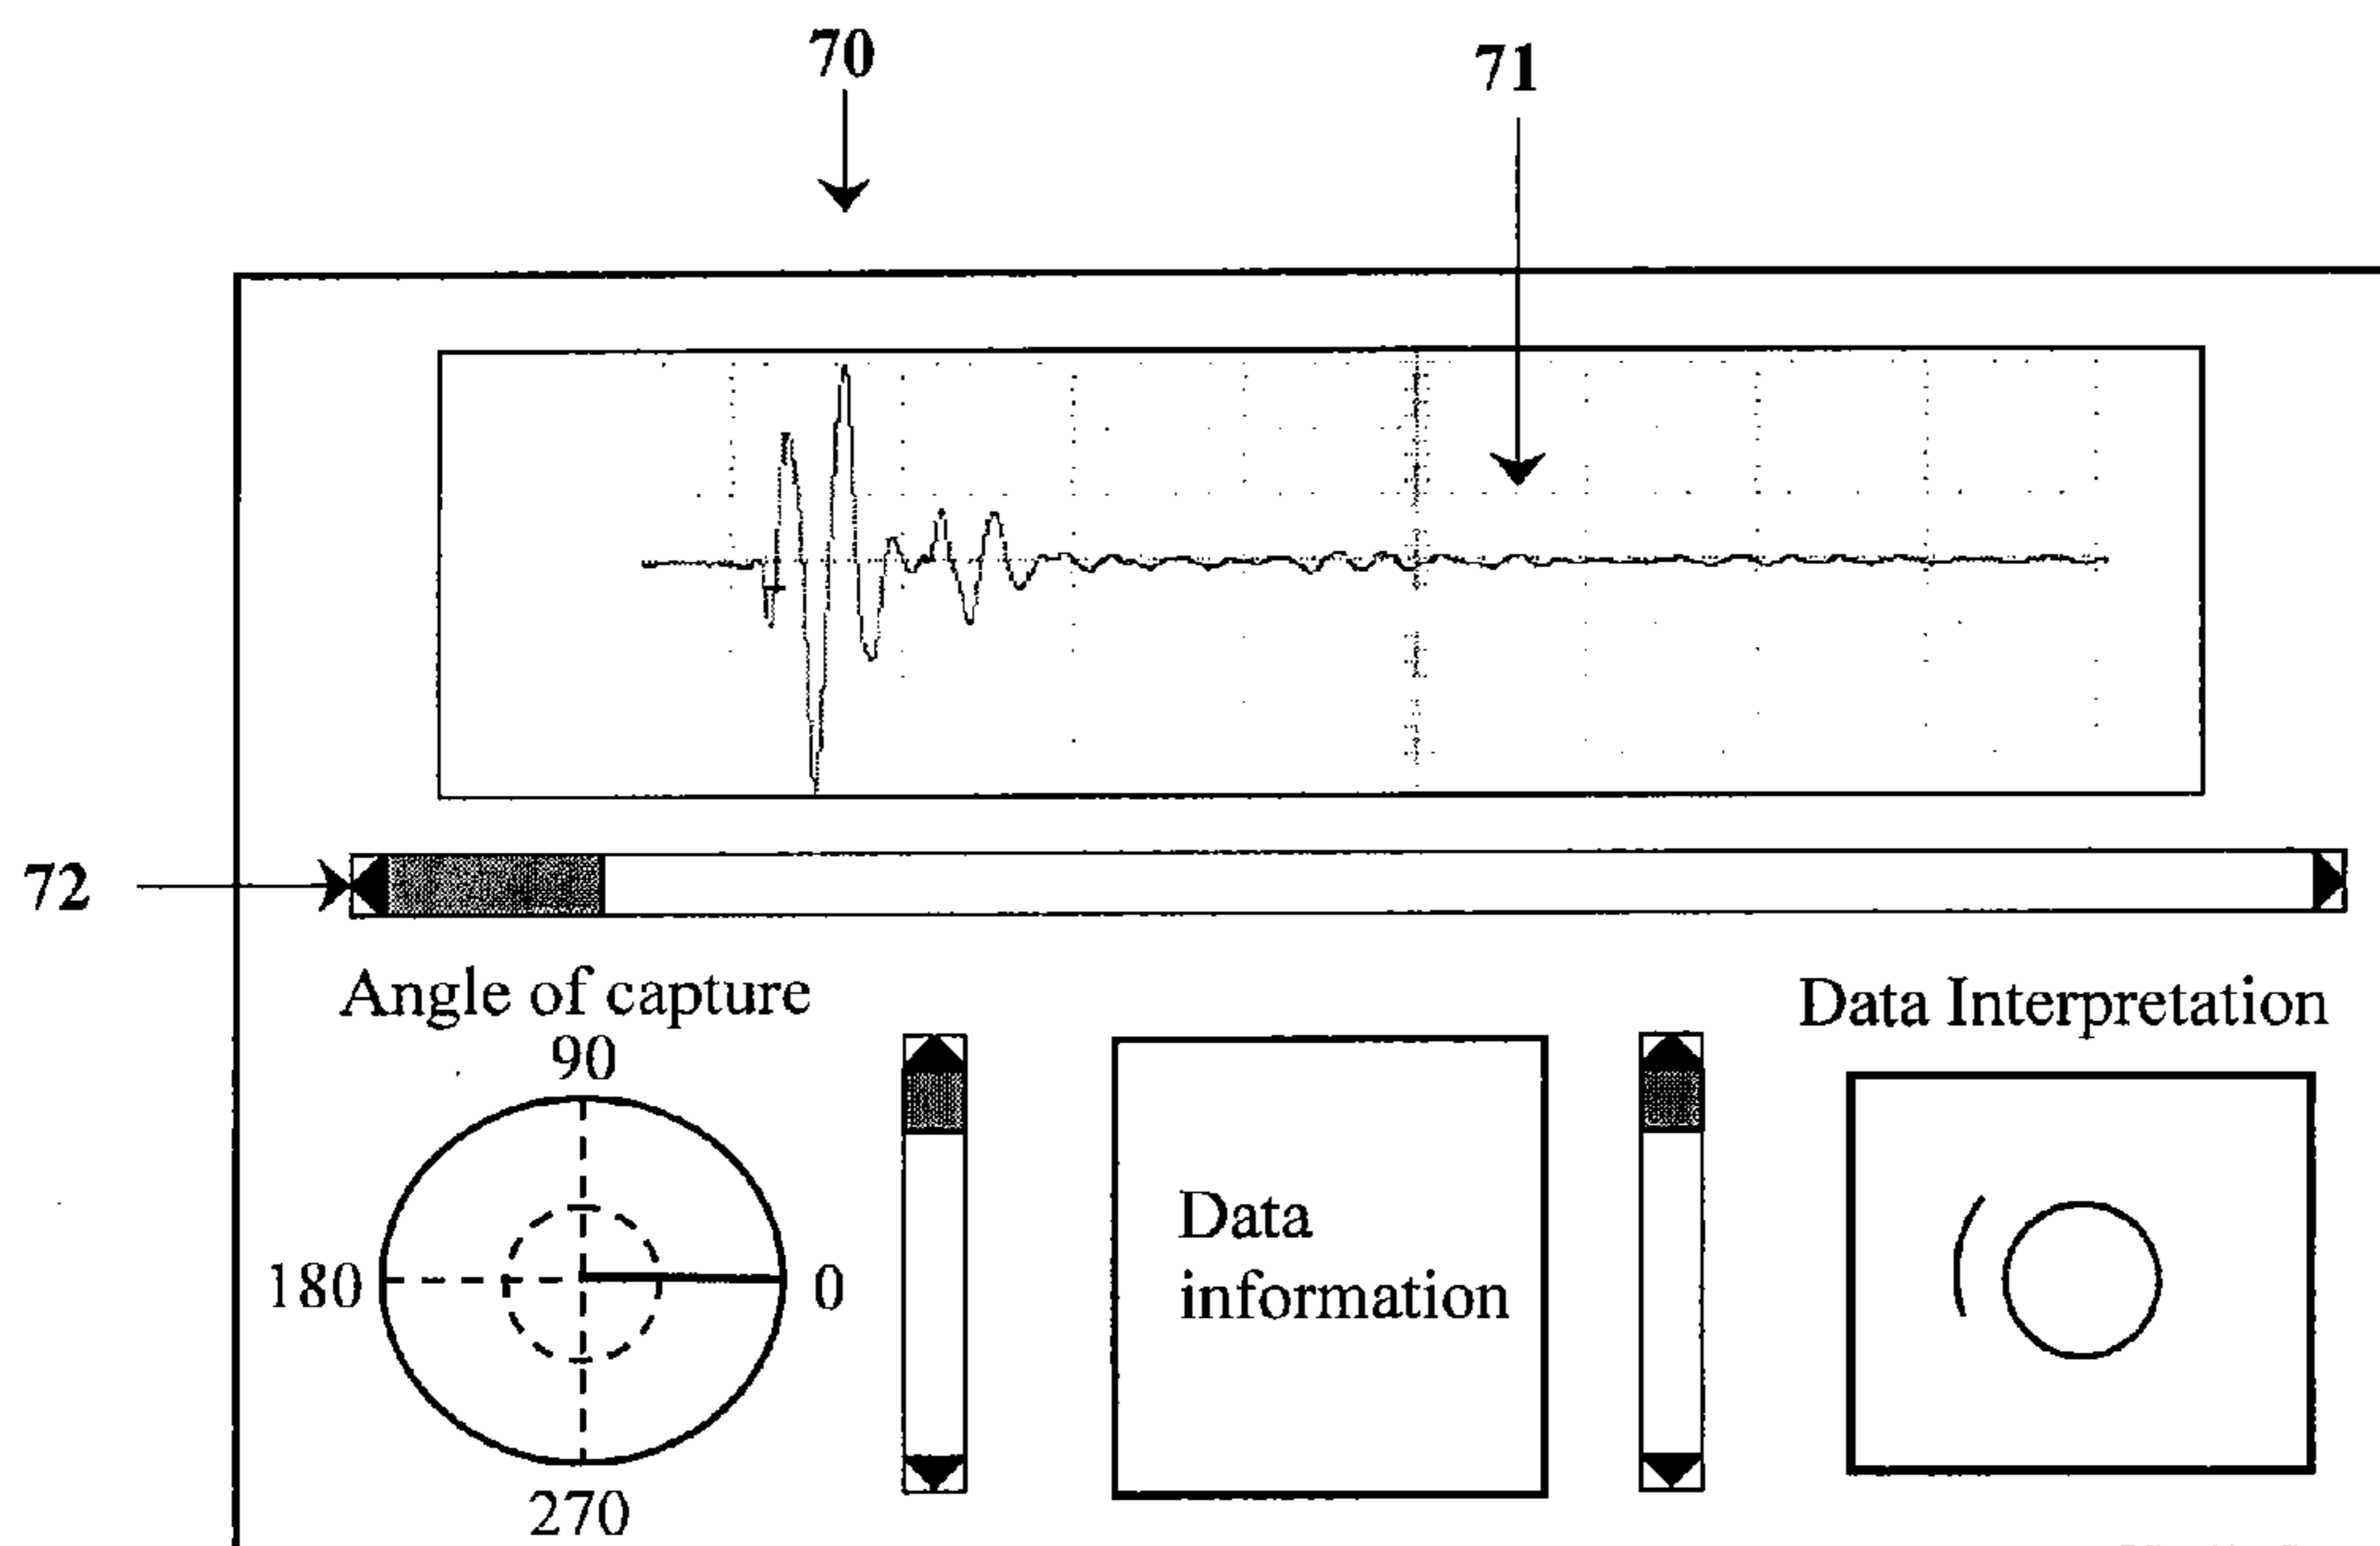 70
71
72
Angle of capture
90
180
0
270
Data
information
Data Interpretation